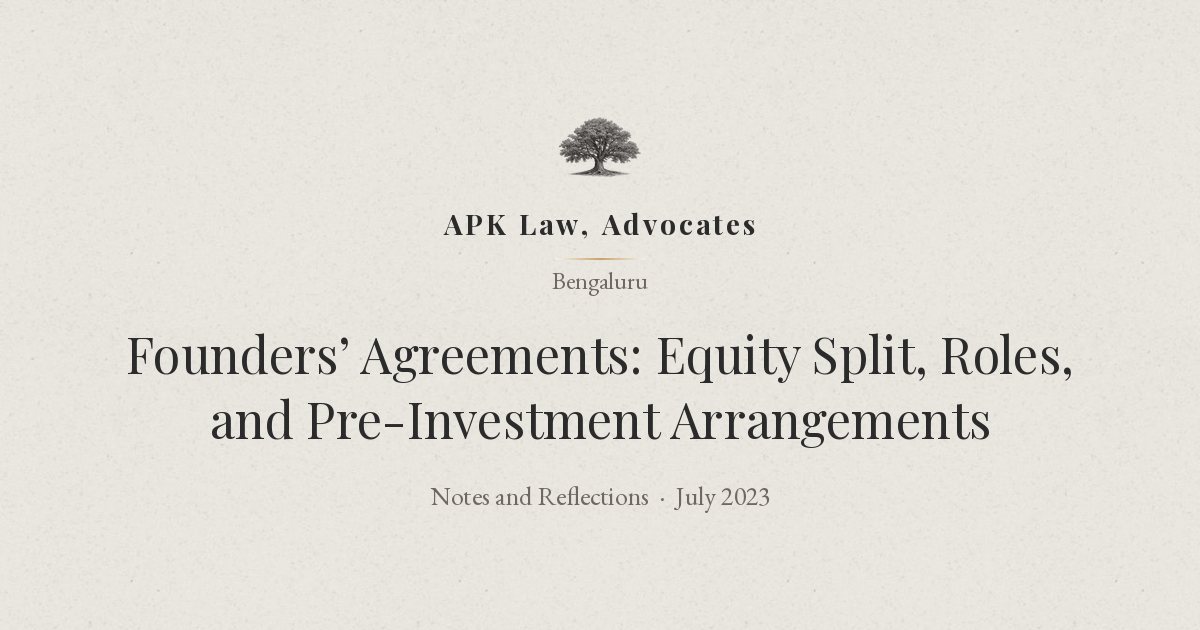 APK Law, Advocates
Bengaluru
Founders’ Agreements: Equity Split, Roles,
and Pre-Investment Arrangements
Notes and Reflections · July 2023